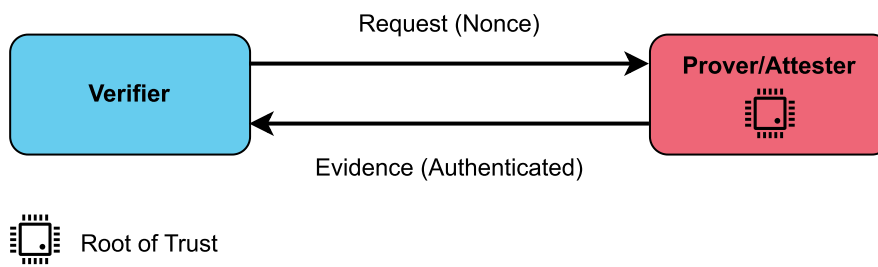 Request (Nonce)
Verifier
Prover/Attester
Evidence (Authenticated)
Root of Trust